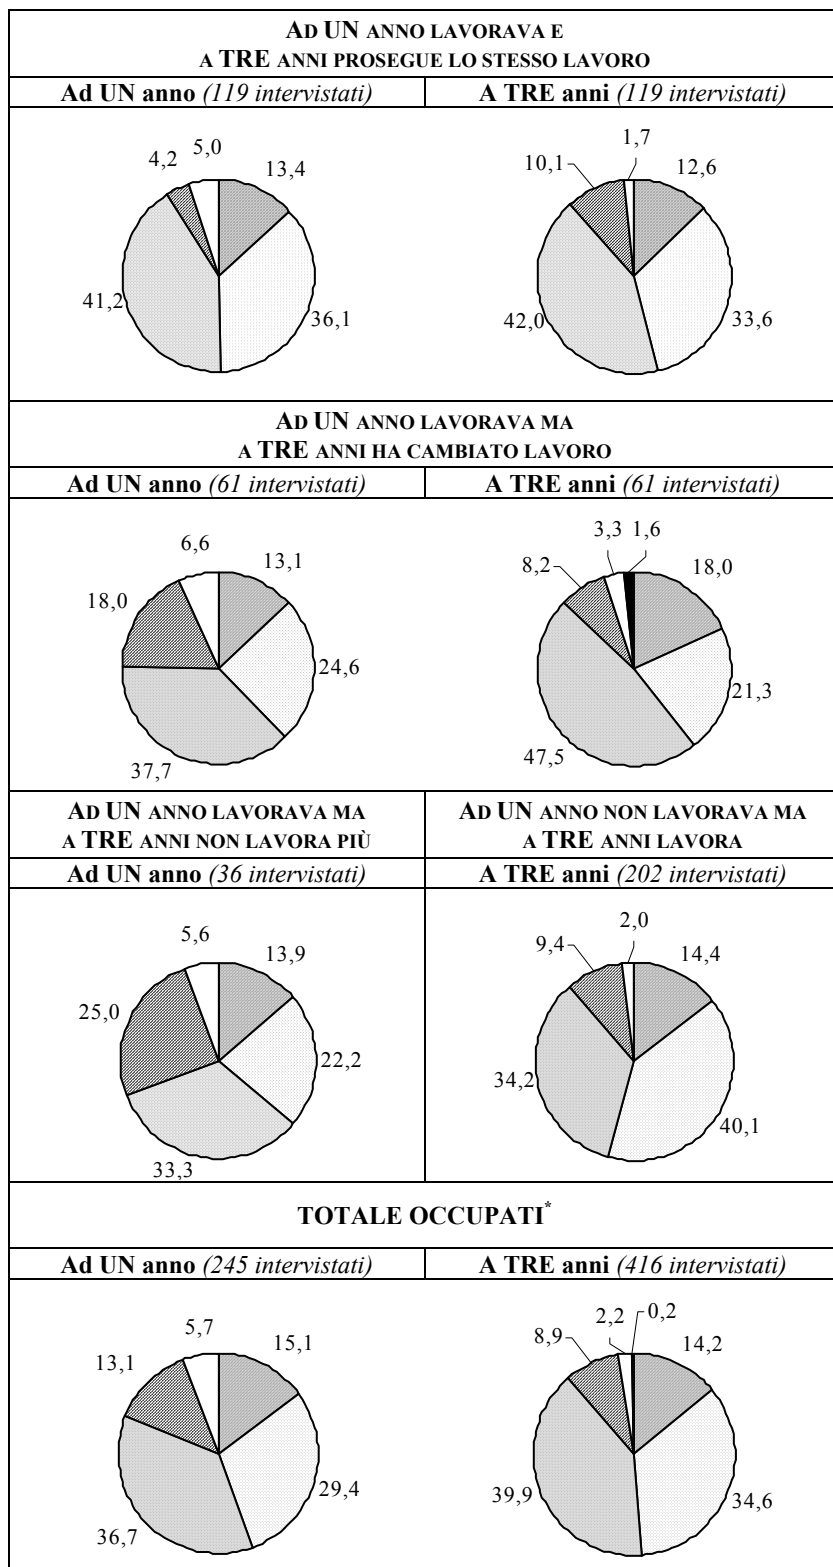 AD UN ANNO LAVORAVA E
A TRE ANNI PROSEGUE LO STESSO LAVORO
Ad UN anno (119 intervistati)
A TRE anni (119 intervistati)
4,2
5,0
13,4
41,2
36,1
10,1
1,7
12,6
42,0
33,6
AD UN ANNO LAVORAVA MA
A TRE ANNI HA CAMBIATO LAVORO
Ad UN anno (61 intervistati)
A TRE anni (61 intervistati)
6,6
13,1
18,0
24,6
37,7
3,3
1,6
8,2
18,0
21,3
47,5
AD UN ANNO LAVORAVA MA
A TRE ANNI NON LAVORA PIÙ
AD UN ANNO NON LAVORAVA MA
A TRE ANNI LAVORA
Ad UN anno (36 intervistati)
A TRE anni (202 intervistati)
5,6
13,9
25,0
22,2
33,3
9,4
2,0
14,4
34,2
40,1
TOTALE OCCUPATI*
Ad UN anno (245 intervistati)
A TRE anni (416 intervistati)
5,7
15,1
13,1
29,4
36,7
2,2
0,2
8,9
14,2
39,9
34,6